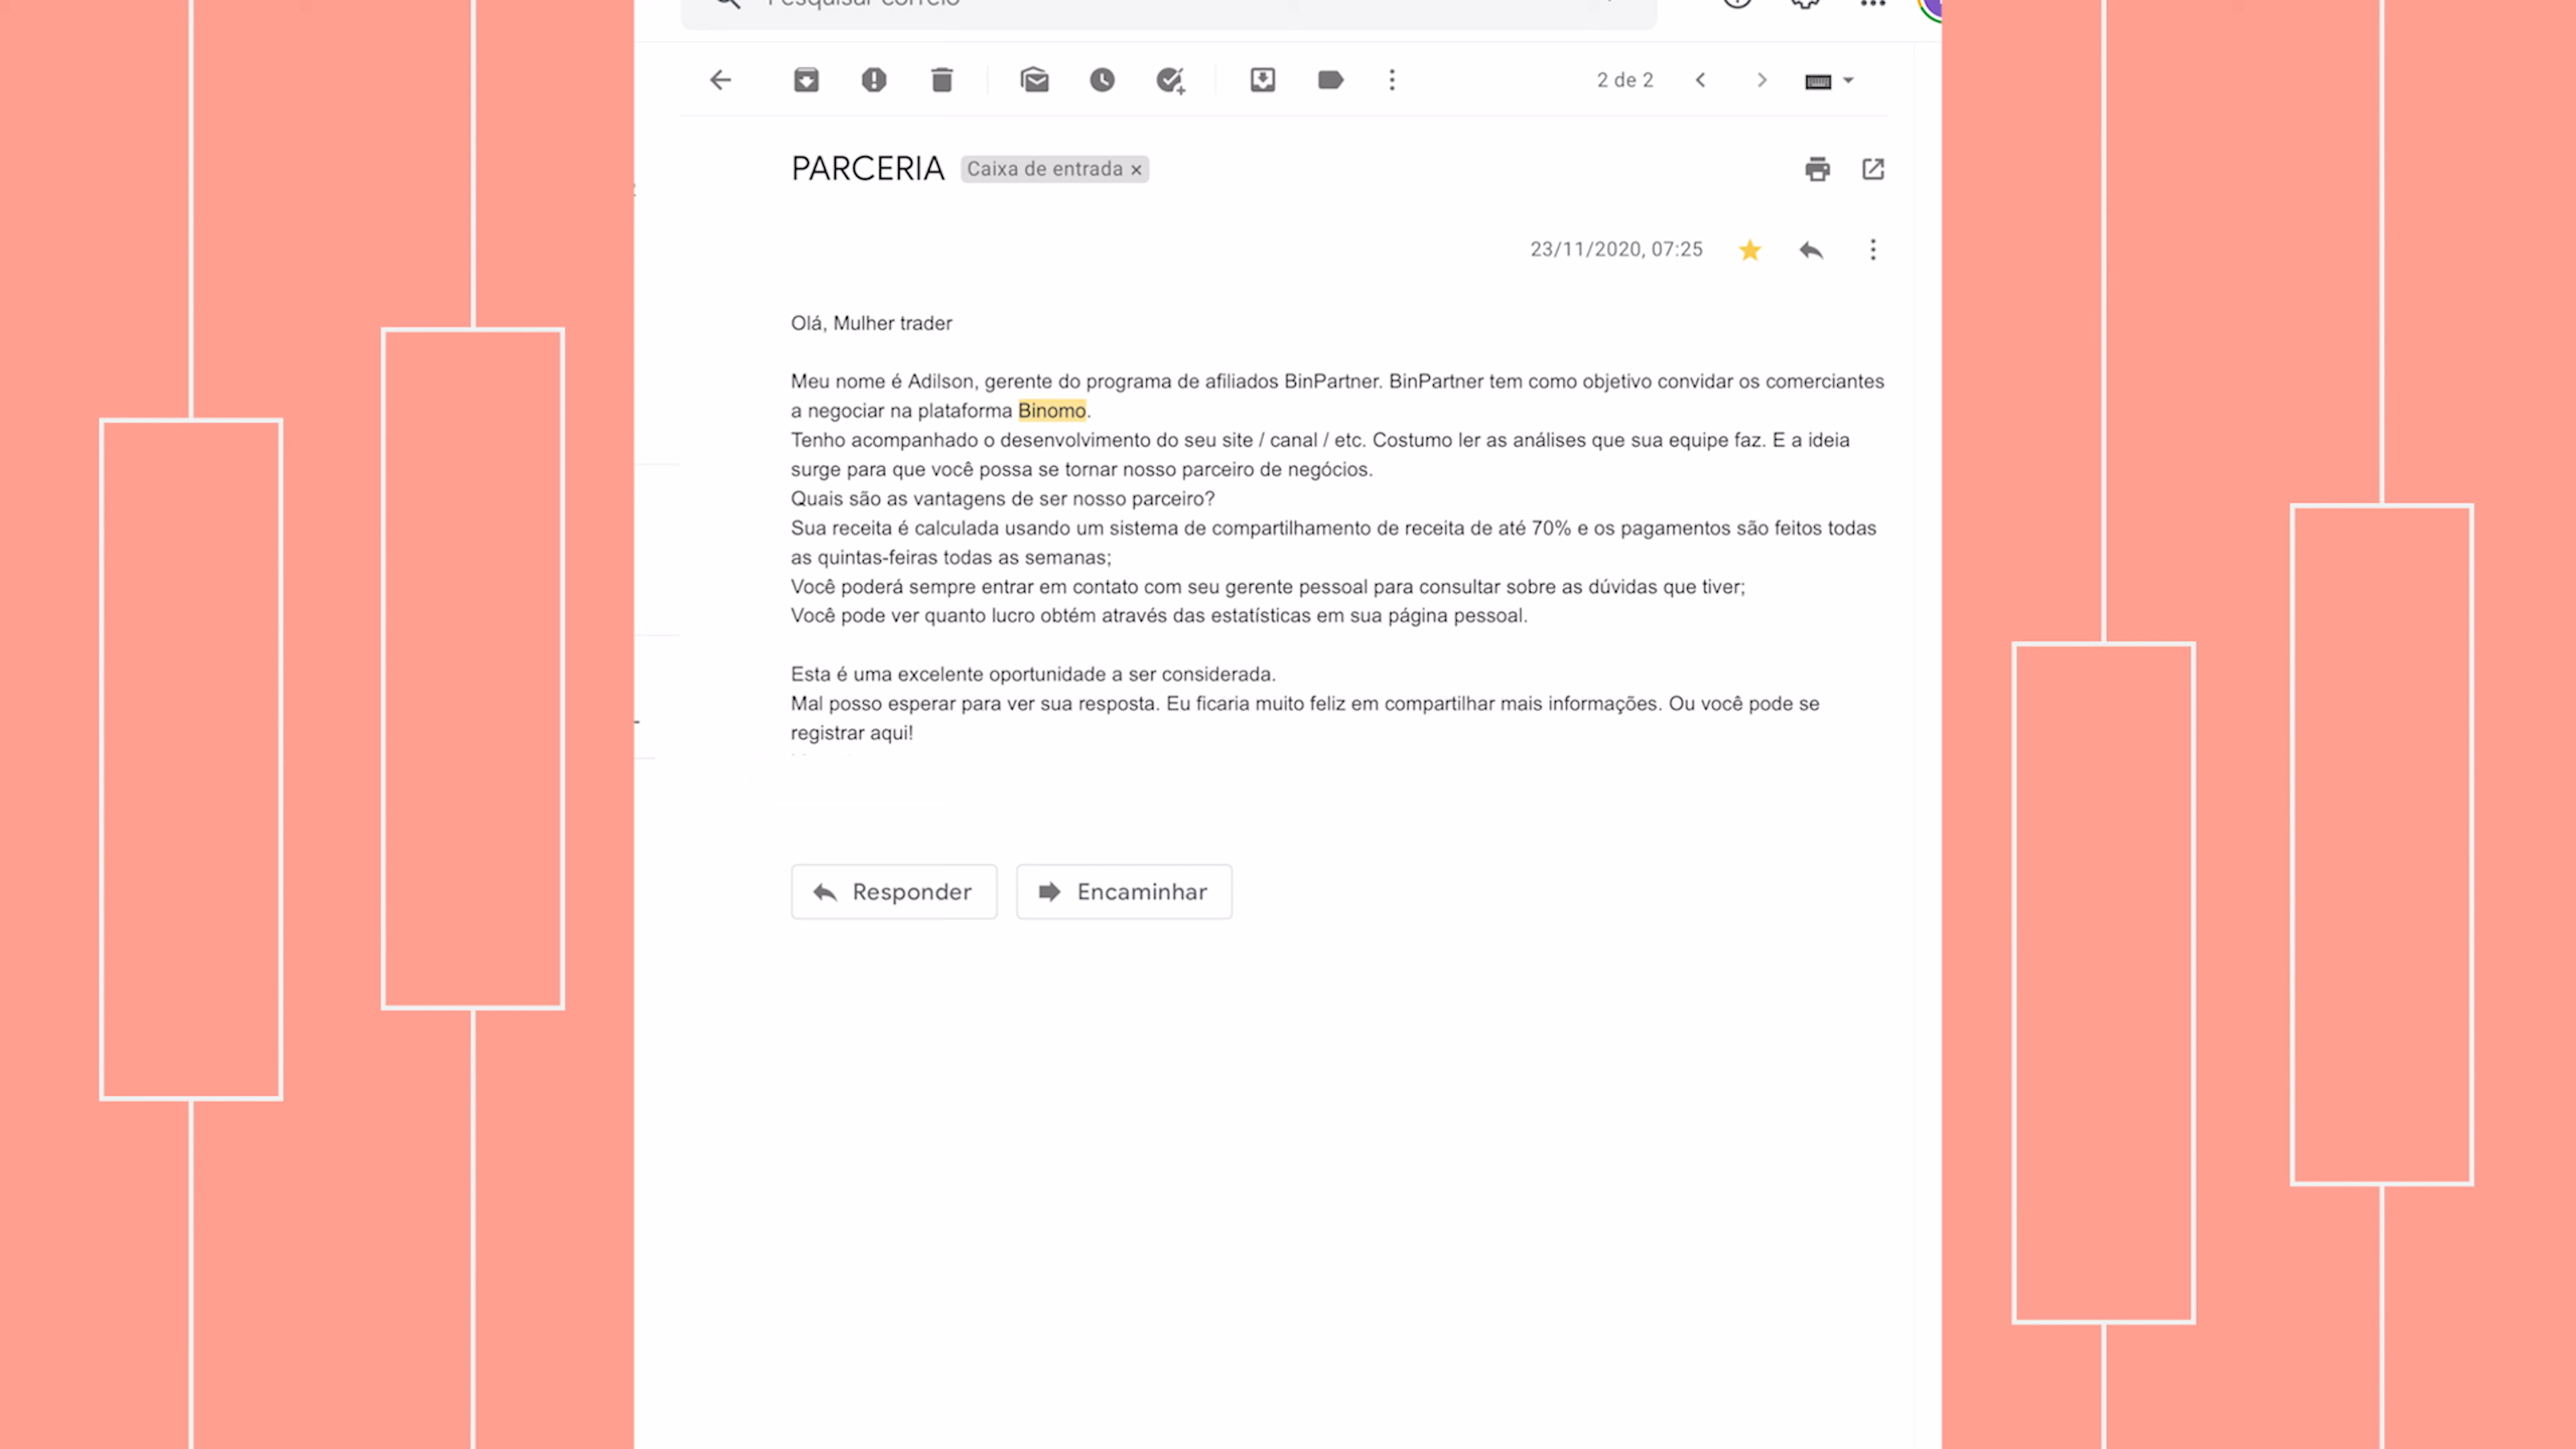 Pesquisar correio
2 de 2
PARCERIA Caixa de entrada ×
23/11/2020, 07:25
Olá, Mulher trader
Meu nome é Adilson, gerente do programa de afiliados BinPartner. BinPartner tem como objetivo convidar os comerciantes
a negociar na plataforma Binomo.
Tenho acompanhado o desenvolvimento do seu site / canal / etc. Costumo ler as análises que sua equipe faz. E a ideia
surge para que você possa se tornar nosso parceiro de negócios.
Quais são as vantagens de ser nosso parceiro?
Sua receita é calculada usando um sistema de compartilhamento de receita de até 70% e os pagamentos são feitos todas
as quintas-feiras todas as semanas;
Você poderá sempre entrar em contato com seu gerente pessoal para consultar sobre as dúvidas que tiver;
Você pode ver quanto lucro obtém através das estatísticas em sua página pessoal.
Esta é uma excelente oportunidade a ser considerada.
Mal posso esperar para ver sua resposta. Eu ficaria muito feliz em compartilhar mais informações. Ou você pode se
registrar aqui!
Responder
Encaminhar